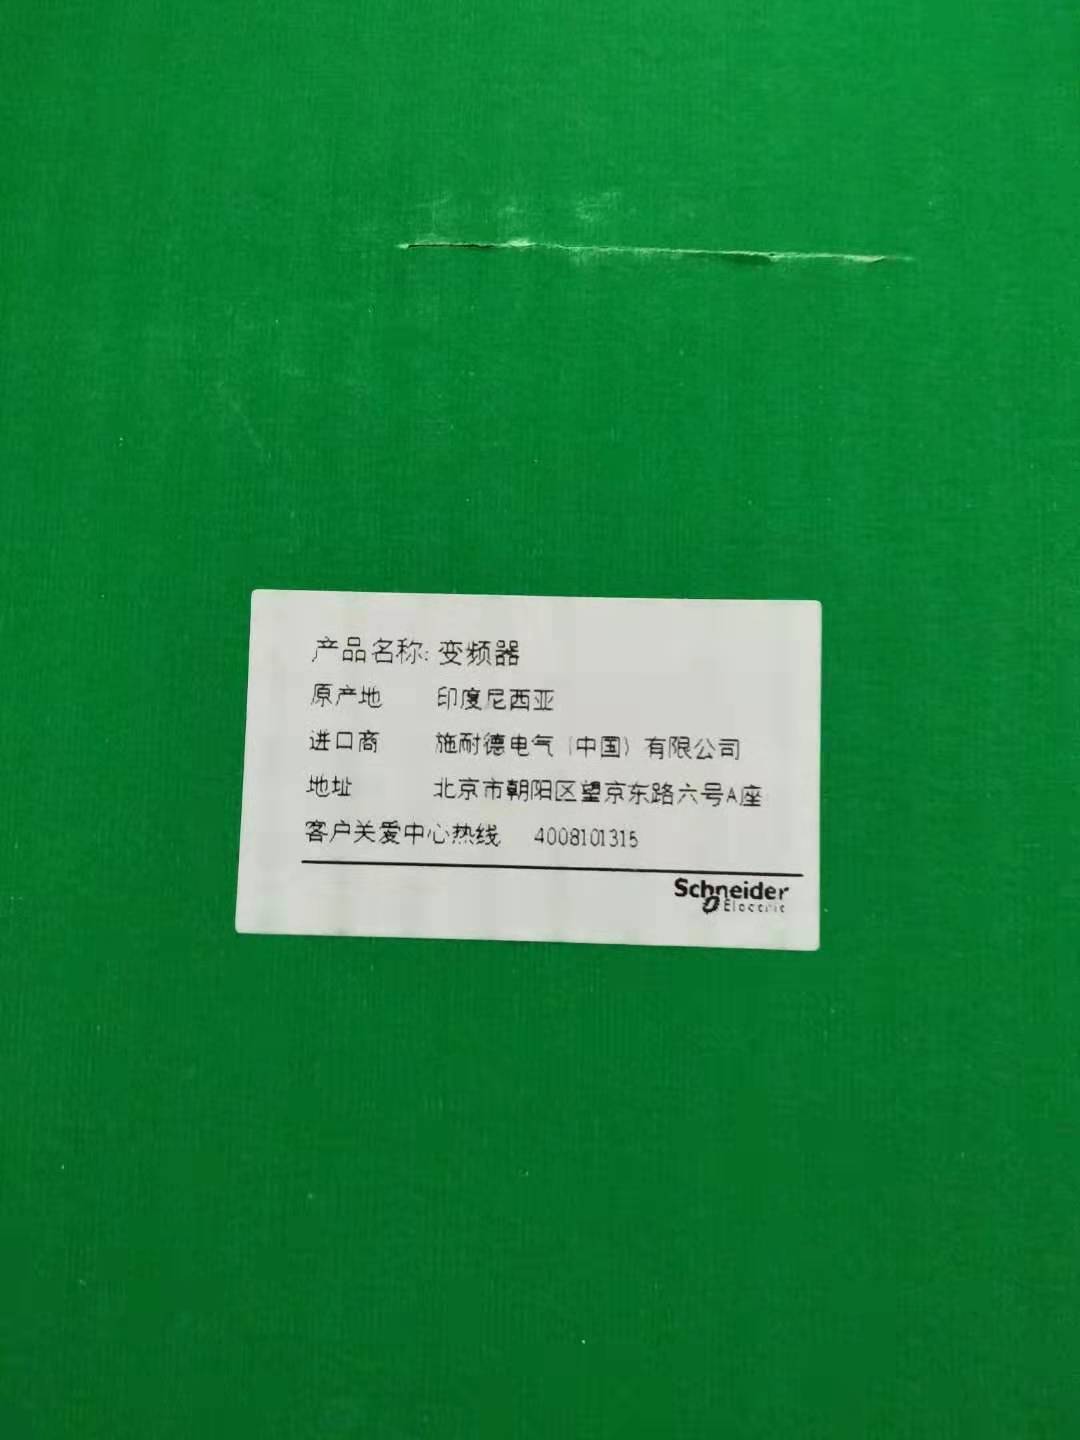 产品名称: 变频器
原产地 印度尼西亚
进口商 施耐德电气（中国）有限公司
地址 北京市朝阳区望京东路六号A座
客户关爱中心热线 4008101315
Schneider
Electric